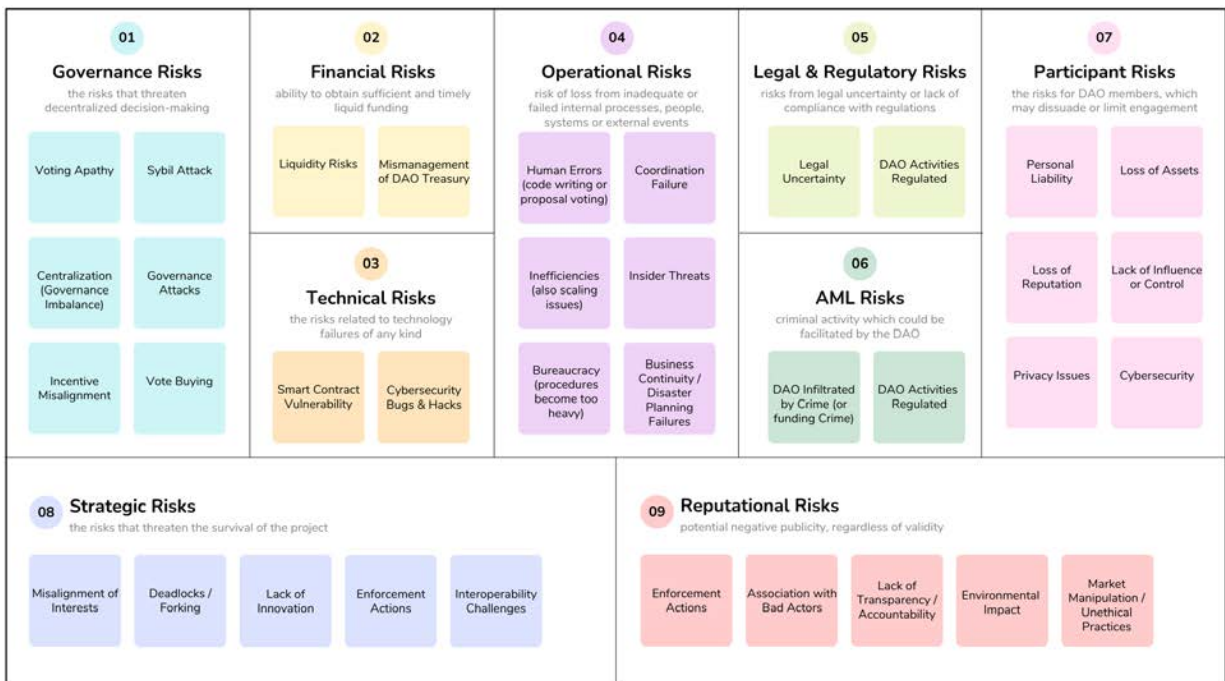 01
Governance Risks
the risks that threaten
decentralized decision-making
Voting Apathy
Sybil Attack
Centralization
(Governance
Imbalance)
Governance
Attacks
Incentive
Misalignment
Vote Buying
02
Financial Risks
ability to obtain sufficient and timely
liquid funding
Liquidity Risks
Mismanagement
of DAO Treasury
03
Technical Risks
the risks related to technology
failures of any kind
Smart Contract
Vulnerability
Cybersecurity
Bugs & Hacks
04
Operational Risks
risk of loss from inadequate or
failed internal processes, people,
systems or external events
Human Errors
(code writing or
proposal voting)
Coordination
Failure
Inefficiencies
(also scaling
issues)
Insider Threats
Bureaucracy
(procedures
become too
heavy)
Business
Continuity /
Disaster
Planning
Failures
05
Legal & Regulatory Risks
risks from legal uncertainty or lack of
compliance with regulations
Legal
Uncertainty
DAO Activities
Regulated
06
AML Risks
criminal activity which could be
facilitated by the DAO
DAO Infiltrated
by Crime (or
funding Crime)
DAO Activities
Regulated
07
Participant Risks
the risks for DAO members, which
may dissuade or limit engagement
Personal
Liability
Loss of Assets
Loss of
Reputation
Lack of Influence
or Control
Privacy Issues
Cybersecurity
08
Strategic Risks
the risks that threaten the survival of the project
Misalignment of
Interests
Deadlocks /
Forking
Lack of
Innovation
Enforcement
Actions
Interoperability
Challenges
09
Reputational Risks
potential negative publicity, regardless of validity
Enforcement
Actions
Association with
Bad Actors
Lack of
Transparency /
Accountability
Environmental
Impact
Market
Manipulation /
Unethical
Practices